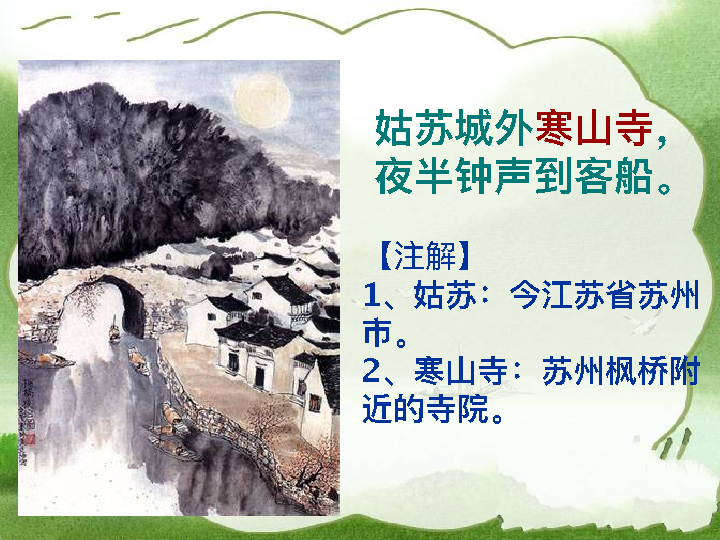 姑苏城外寒山寺，
夜半钟声到客船。
【注解】
1、姑苏：今江苏省苏州
市。
2、寒山寺：苏州枫桥附
近的寺院。